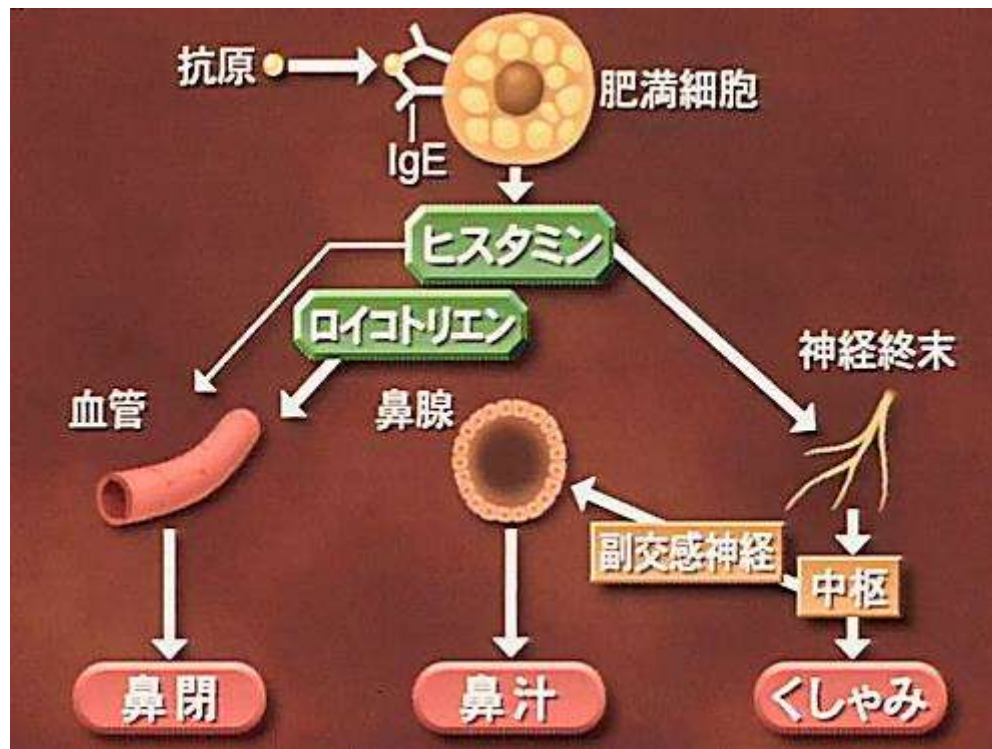 抗原
肥満細胞
IgE
ヒスタミン
ロイコトリエン
神経終末
血管
鼻腺
副交感神経
中枢
鼻閉
鼻汁
くしゃみ